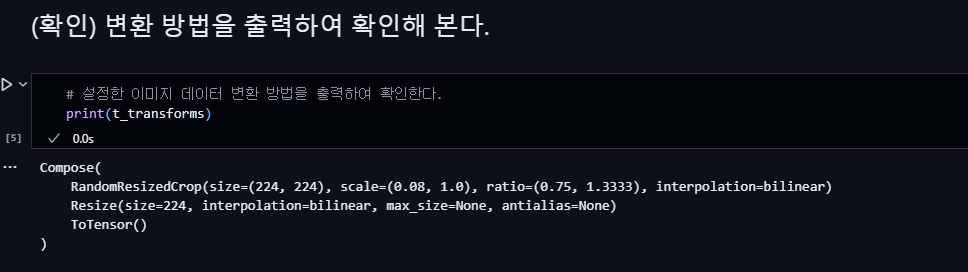 (확인) 변환 방법을 출력하여 확인해 본다.
# 설정한 이미지 데이터 변환 방법을 출력하여 확인한다.
print(t_transforms)
[5]
0.0s
...
Compose(
    RandomResizedCrop(size=(224, 224), scale=(0.08, 1.0), ratio=(0.75, 1.3333), interpolation=bilinear)
    Resize(size=224, interpolation=bilinear, max_size=None, antialias=None)
    ToTensor()
)